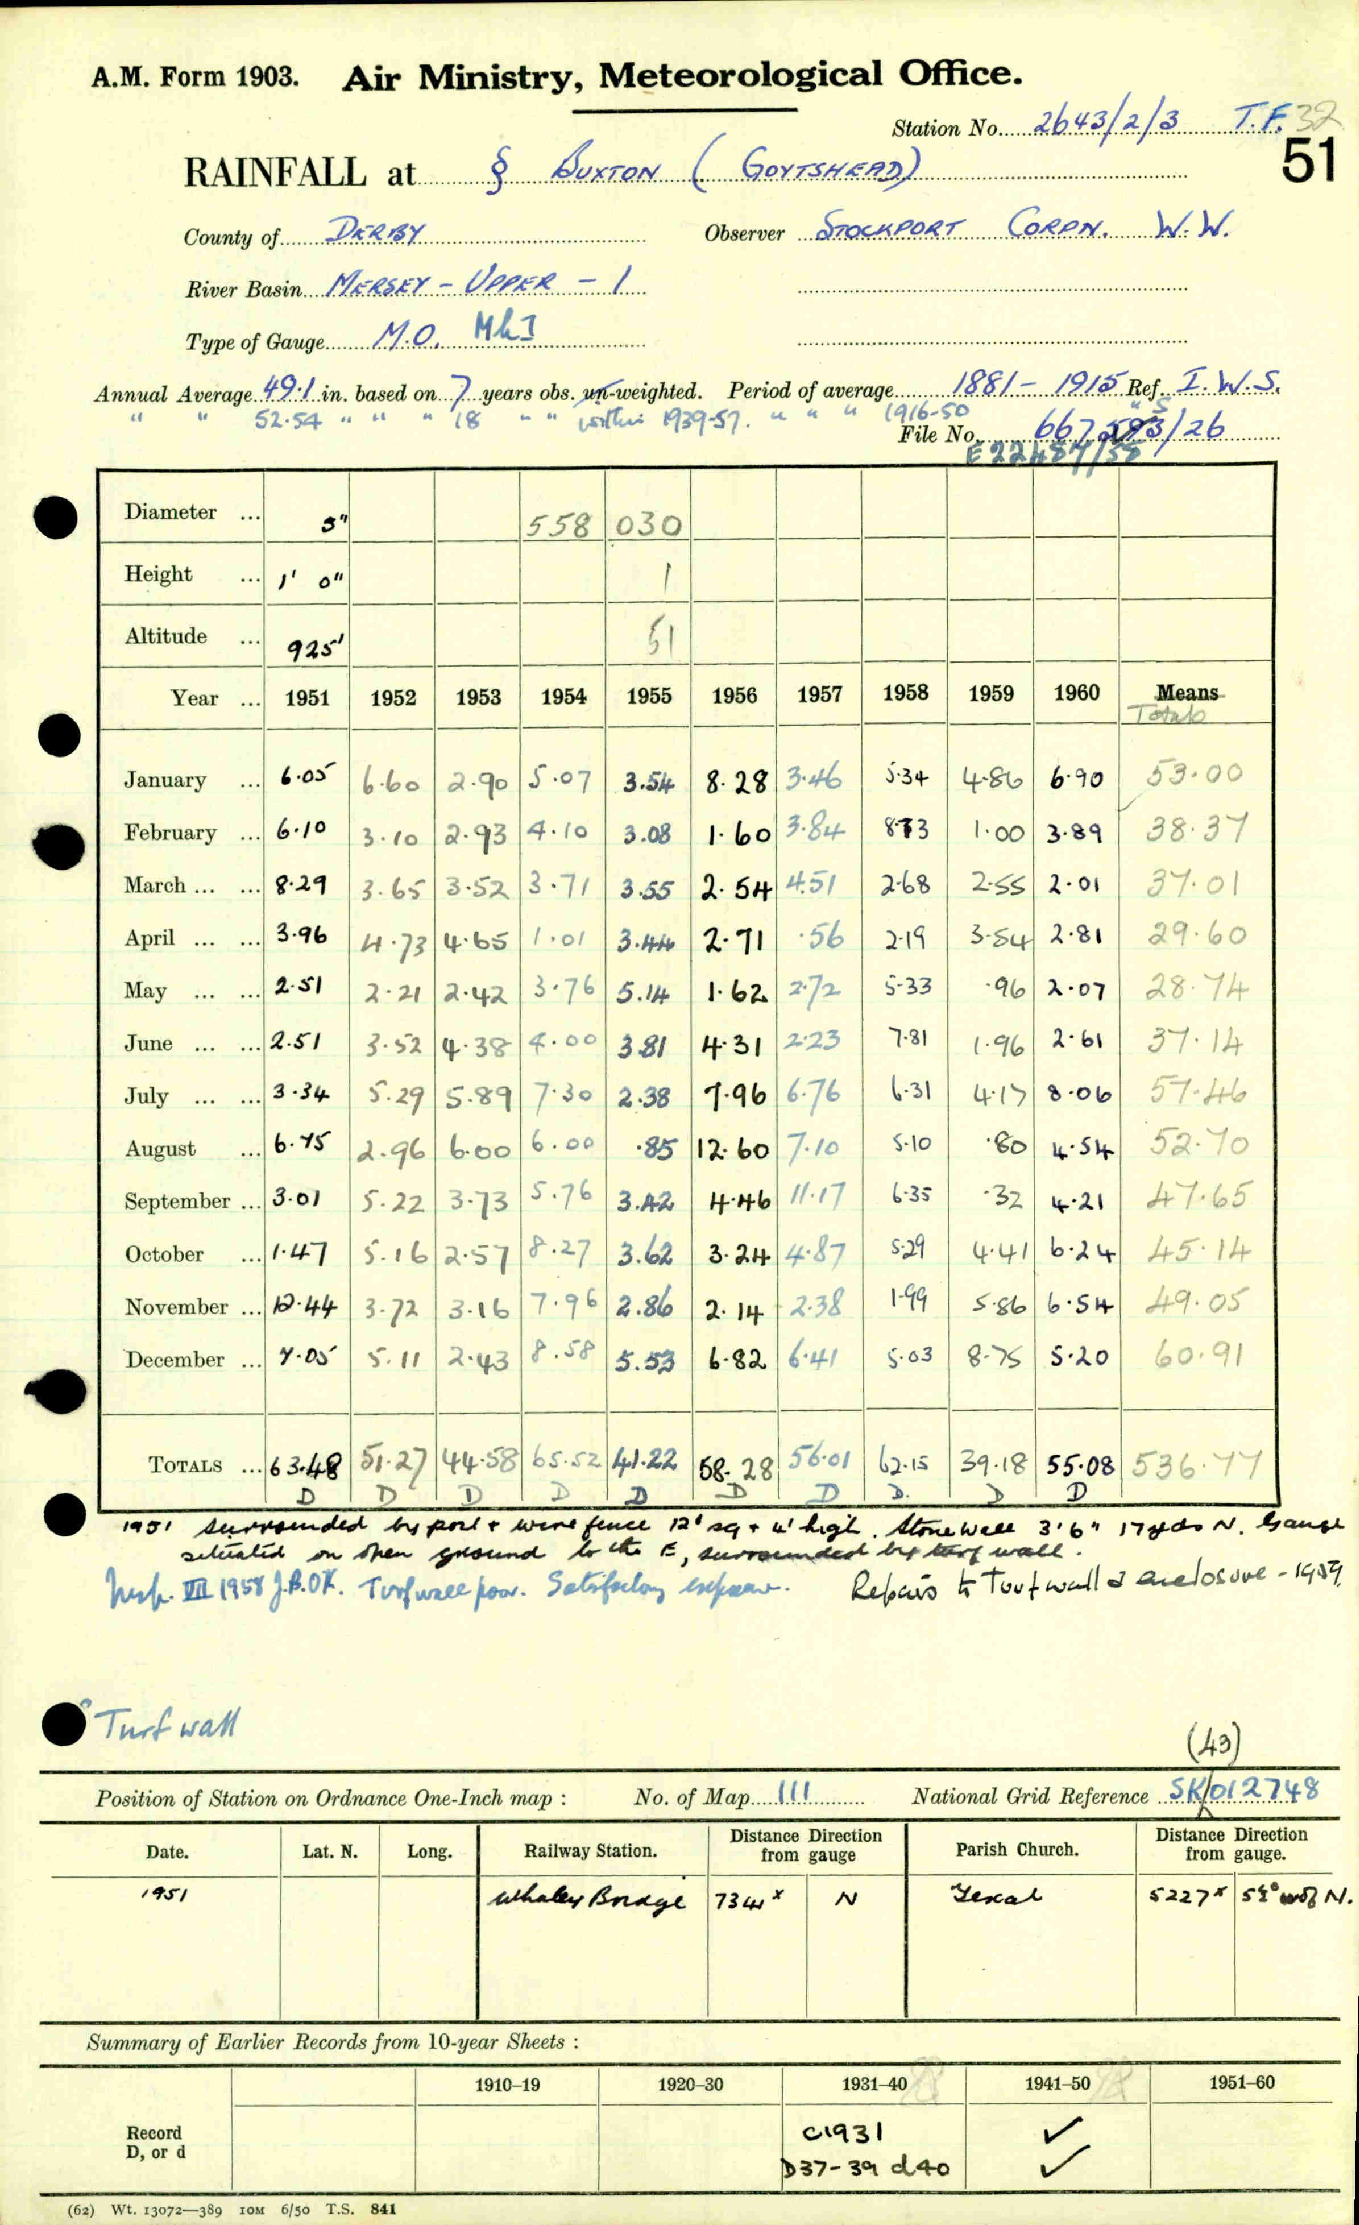 A.M. Form 1903. Air Ministry, Meteorological Office.
Station No. 2643/2/3 T.F. 32
51
RAINFALL at § BUXTON ( GOYTSHEAD)
County of DERBY Observer STOCKPORT CORPN. W.W.
River Basin MERSEY - UPPER - 1
Type of Gauge M.O. Mk I
Annual Average 49.1 in. based on 7 years obs. un-weighted. Period of average 1881 - 1915 Ref. I.W.S.
" " 52.54 " " " 18 " " within 1939-57. " " " 1916-50 " S
File No. 667 /26
E 22487/58
Diameter ... 5" 558 030
Height ... 1' 0" 1
Altitude ... 925' 51
Year ... 1951 1952 1953 1954 1955 1956 1957 1958 1959 1960 Means
Totals
January ... 6.05 6.60 2.90 5.07 3.54 8.28 3.46 5.34 4.86 6.90 53.00
February ... 6.10 3.10 2.93 4.10 3.08 1.60 3.84 8.73 1.00 3.89 38.37
March ... ... 8.29 3.65 3.52 3.71 3.55 2.54 4.51 2.68 2.55 2.01 37.01
April ... ... 3.96 4.73 4.65 1.01 3.44 2.71 .56 2.19 3.54 2.81 29.60
May ... ... 2.51 2.21 2.42 3.76 5.14 1.62 2.72 5.33 .96 2.07 28.74
June ... ... 2.51 3.52 4.38 4.00 3.81 4.31 2.23 7.81 1.96 2.61 37.14
July ... ... 3.34 5.29 5.89 7.30 2.38 7.96 6.76 6.31 4.17 8.06 57.46
August ... 6.75 2.96 6.00 6.00 .85 12.60 7.10 5.10 .80 4.54 52.70
September ... 3.01 5.22 3.73 5.76 3.42 4.46 11.17 6.35 .32 4.21 47.65
October ... 1.47 5.16 2.57 8.27 3.62 3.24 4.87 5.29 4.41 6.24 45.14
November ... 12.44 3.72 3.16 7.96 2.86 2.14 2.38 1.99 5.86 6.54 49.05
December ... 7.05 5.11 2.43 8.58 5.53 6.82 6.41 5.03 8.75 5.20 60.91
TOTALS ... 63.48 51.27 44.58 65.52 41.22 58.28 56.01 62.15 39.18 55.08 536.77
D D D D D D D D. D D
1951 surrounded by post + wire fence 12' sq + 4' high. Stone wall 3'6" 17 yds N. Gauge
situated on open ground to the E, surrounded by turf wall.
Insp. VII 1958 J.B.OK. Turf wall poor. Satisfactory exposure. Repairs to Turf wall & enclosure - 1959
Turf wall
(43)
Position of Station on Ordnance One-Inch map : No. of Map 111 National Grid Reference SK/012748
Date. Lat. N. Long. Railway Station. Distance Direction from gauge Parish Church. Distance Direction from gauge.
1951 Whaley Bridge 734x N Taxal 5227x 5½° W of N.
Summary of Earlier Records from 10-year Sheets :
1910–19 1920–30 1931–40 1941–50 1951–60
Record C1931 ✓
D, or d D37-39 d40 ✓
(62) Wt. 13072—389 10M 6/50 T.S. 841